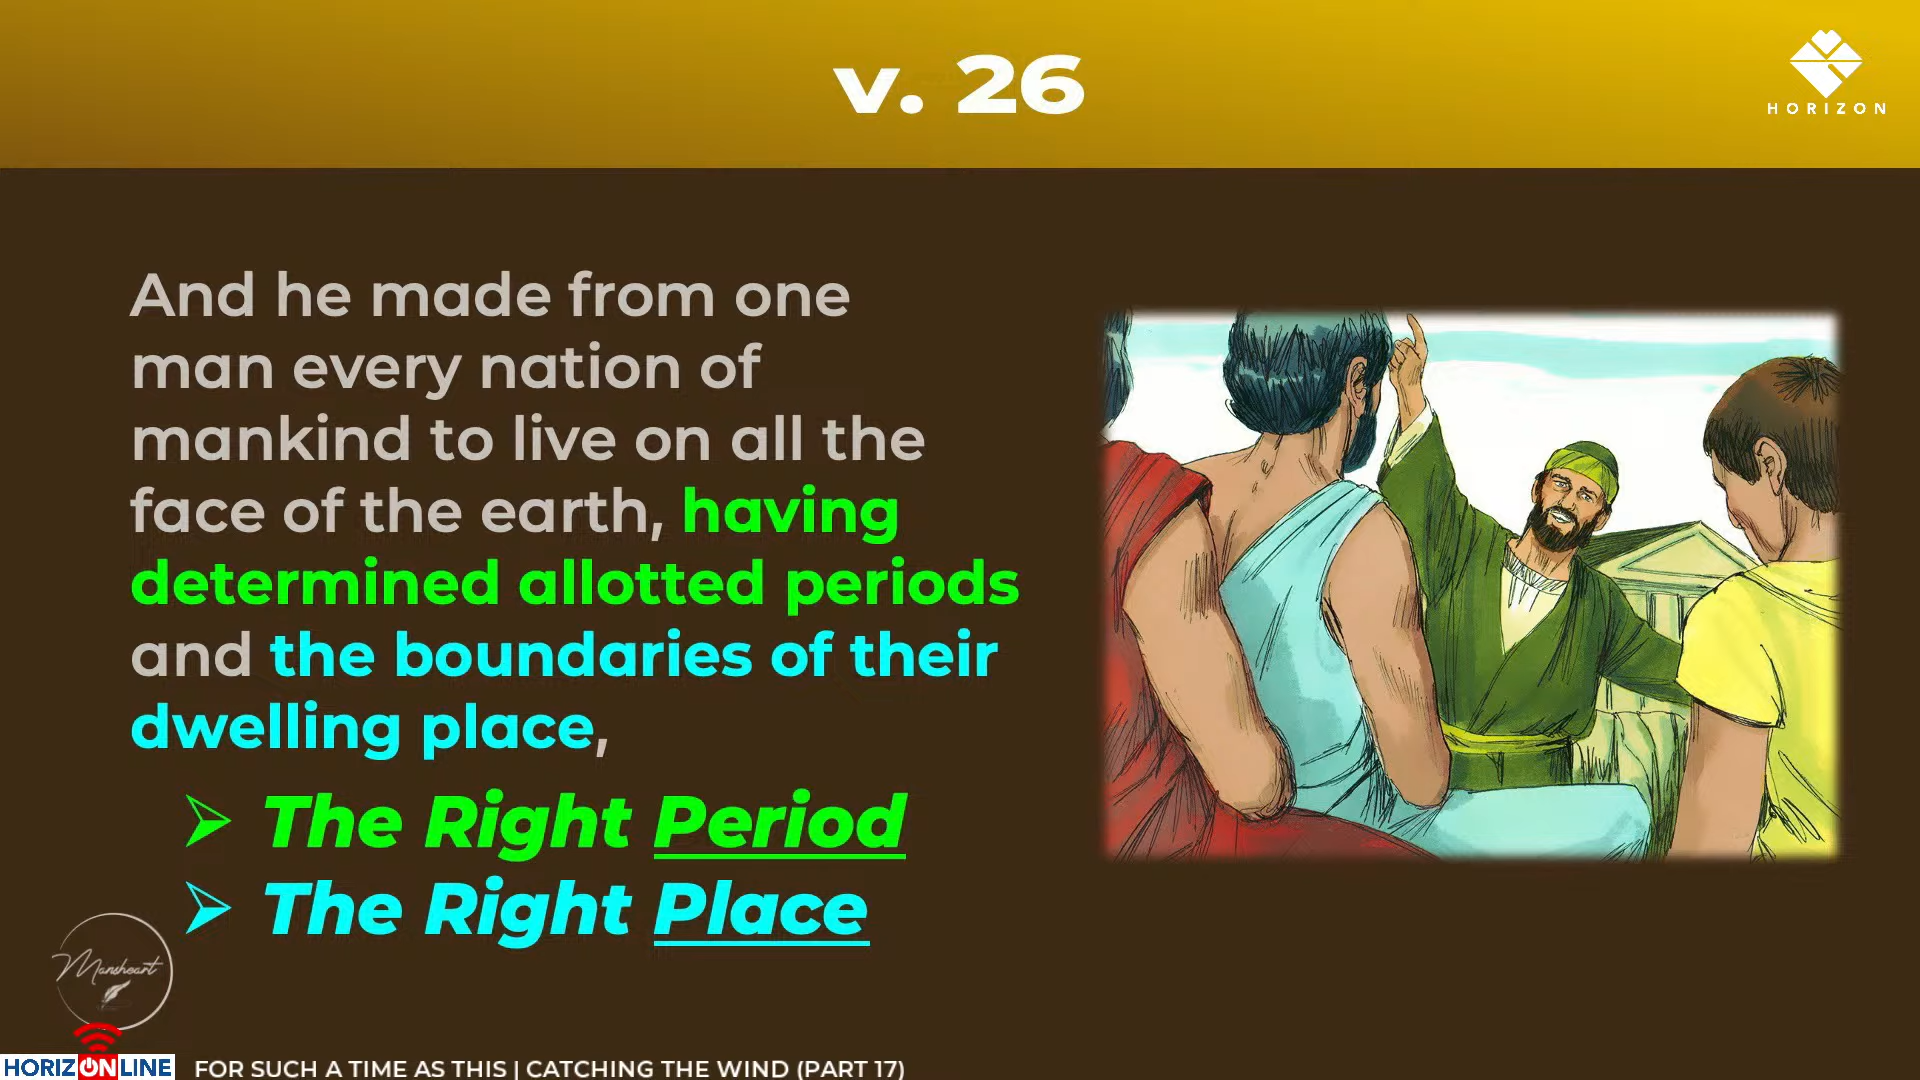 v. 26
HORIZON
And he made from one
man every nation of
mankind to live on all the
face of the earth, having
determined allotted periods
and the boundaries of their
dwelling place,
➢ The Right Period
➢ The Right Place
Mansheart
HORIZONLINE
FOR SUCH A TIME AS THIS | CATCHING THE WIND (PART 17)